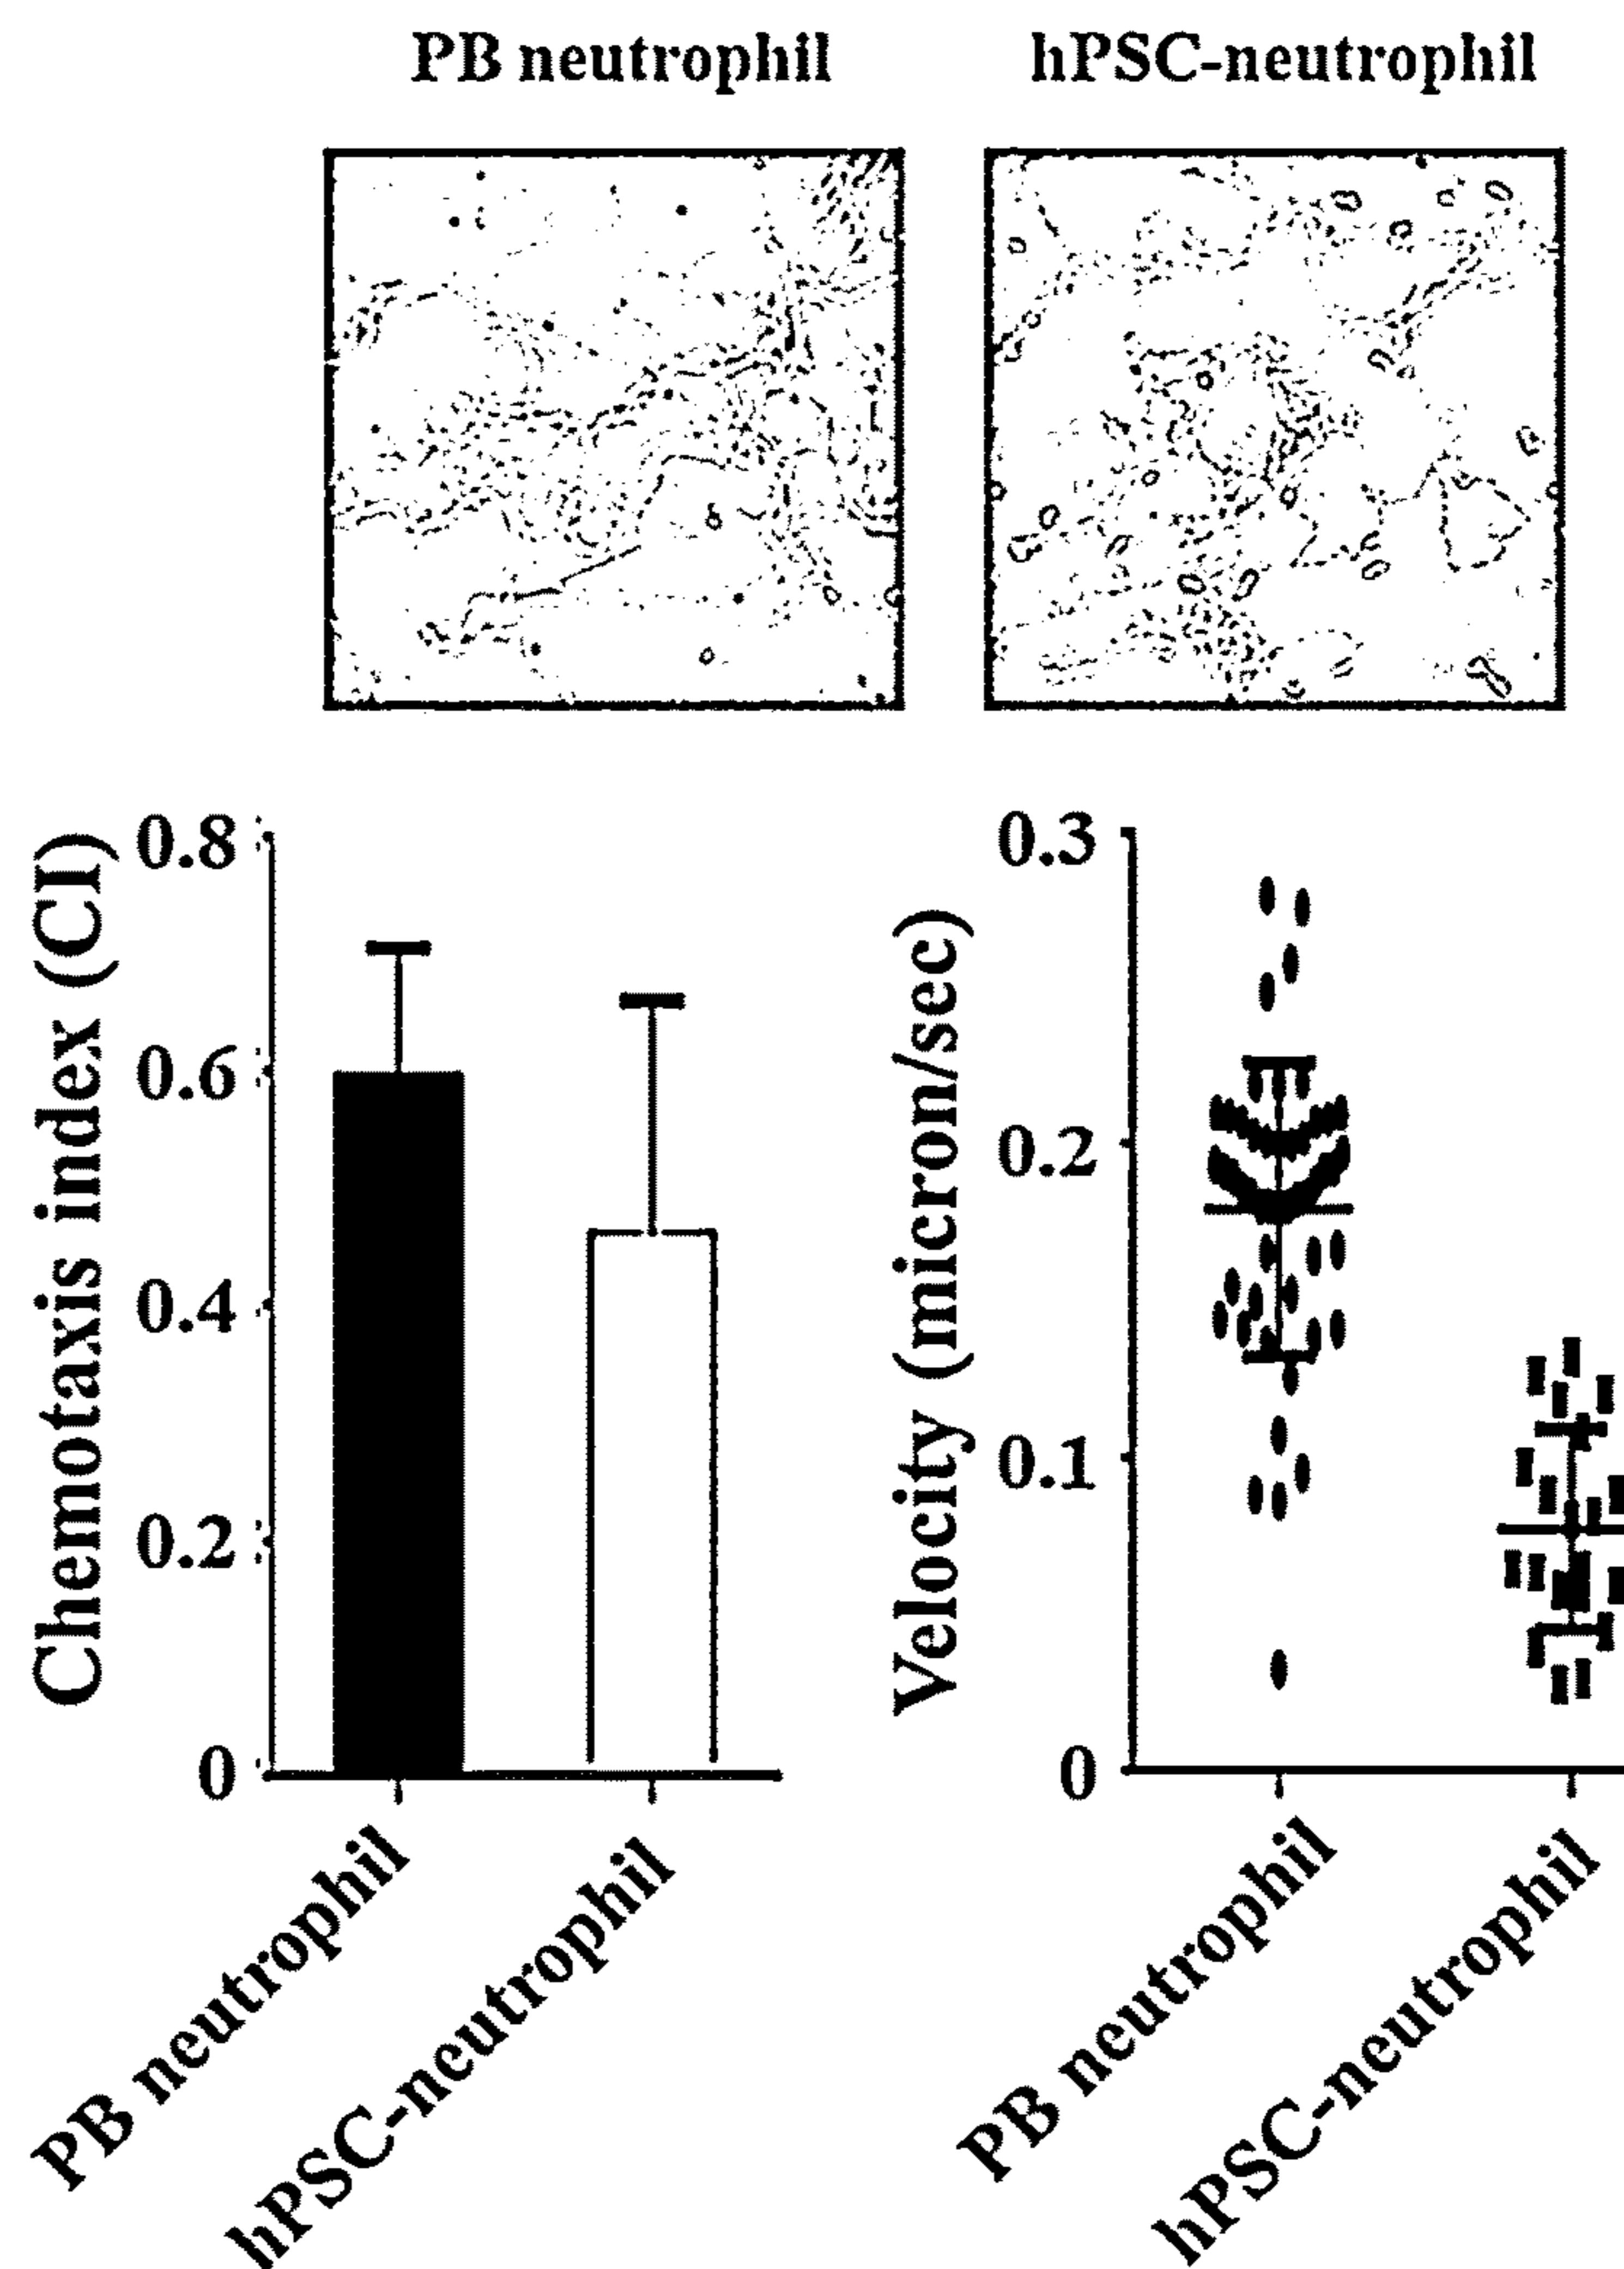 PB neutrophil
hPSC-neutrophil
Chemotaxis index (CI)
0.8
0.6
0.4
0.2
0
PB neutrophil
hPSC-neutrophil
Velocity (micron/sec)
0.3
0.2
0.1
0
PB neutrophil
hPSC-neutrophil